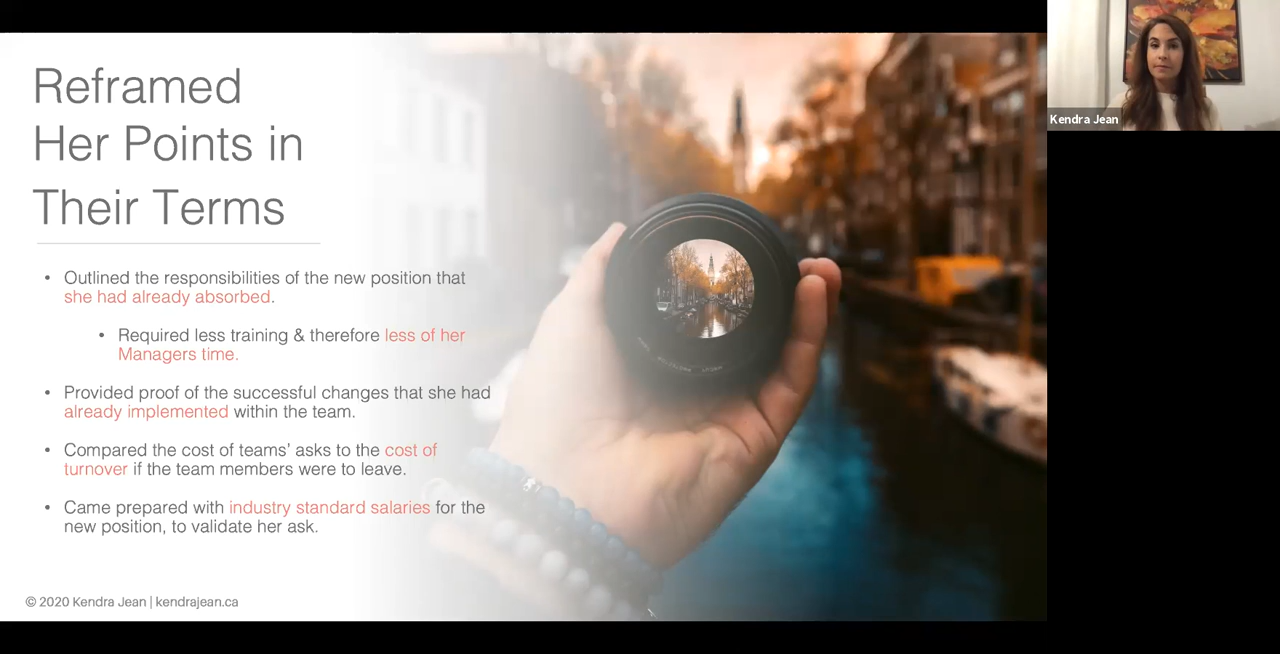 Reframed
Her Points in
Their Terms
• Outlined the responsibilities of the new position that
she had already absorbed.
• Required less training & therefore less of her
Managers time.
• Provided proof of the successful changes that she had
already implemented within the team.
• Compared the cost of teams’ asks to the cost of
turnover if the team members were to leave.
• Came prepared with industry standard salaries for the
new position, to validate her ask.
© 2020 Kendra Jean | kendrajean.ca
Kendra Jean